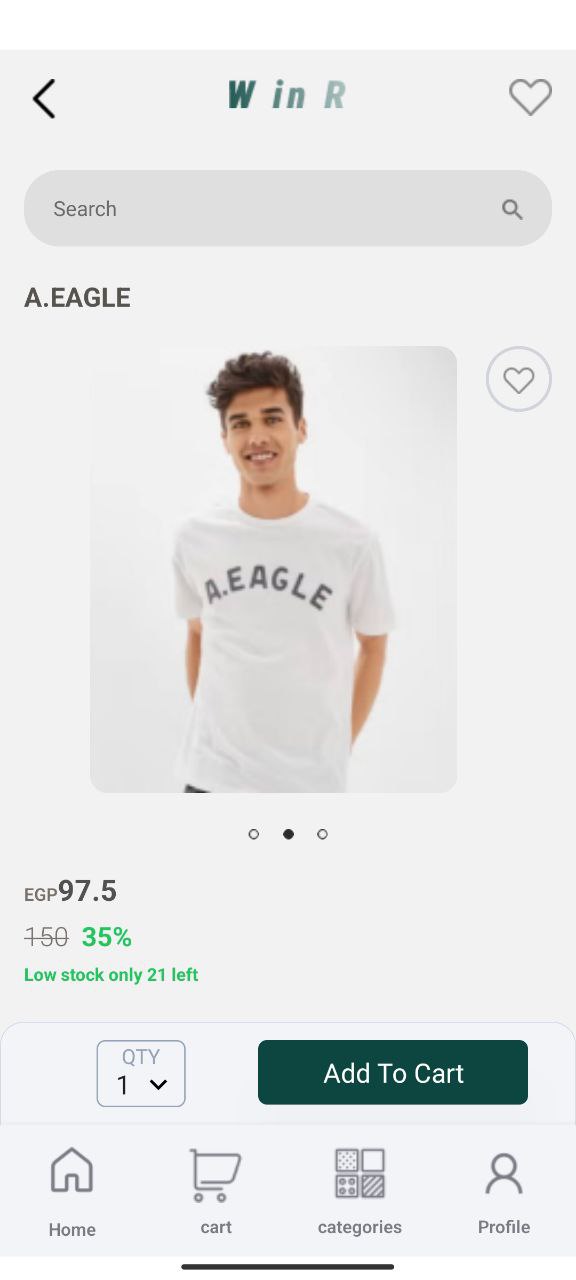 W in R
Search
A.EAGLE
A.EAGLE
EGP97.5
150 35%
Low stock only 21 left
QTY
1
Add To Cart
Home cart categories Profile